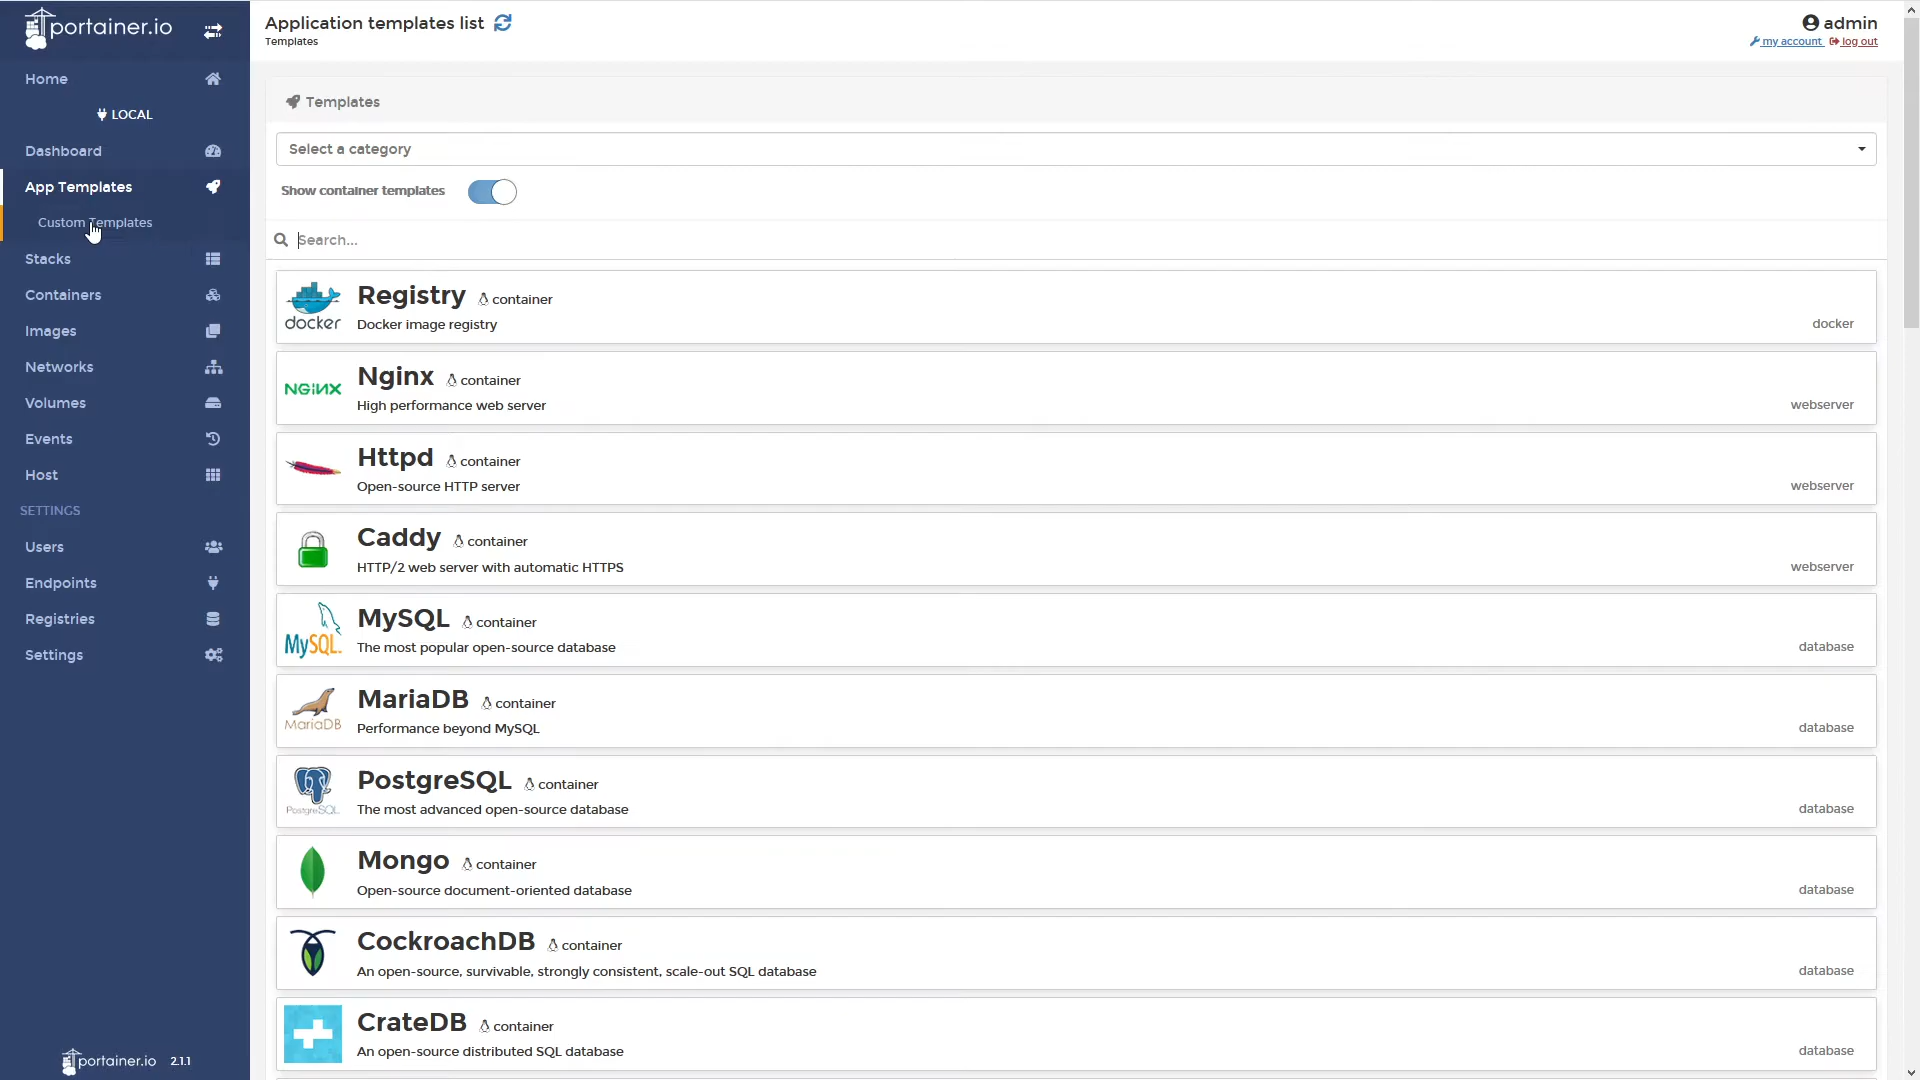 portainer.io
Home
LOCAL
Dashboard
App Templates
Custom Templates
Stacks
Containers
Images
Networks
Volumes
Events
Host
SETTINGS
Users
Endpoints
Registries
Settings
portainer.io 2.1.1
Application templates list
Templates
admin
my account log out
Templates
Select a category
Show container templates
Search...
docker
Registry container
Docker image registry
docker
NGINX
Nginx container
High performance web server
webserver
Httpd container
Open-source HTTP server
webserver
Caddy container
HTTP/2 web server with automatic HTTPS
webserver
MySQL
MySQL container
The most popular open-source database
database
MariaDB
MariaDB container
Performance beyond MySQL
database
PostgreSQL
PostgreSQL container
The most advanced open-source database
database
Mongo container
Open-source document-oriented database
database
CockroachDB container
An open-source, survivable, strongly consistent, scale-out SQL database
database
CrateDB container
An open-source distributed SQL database
database